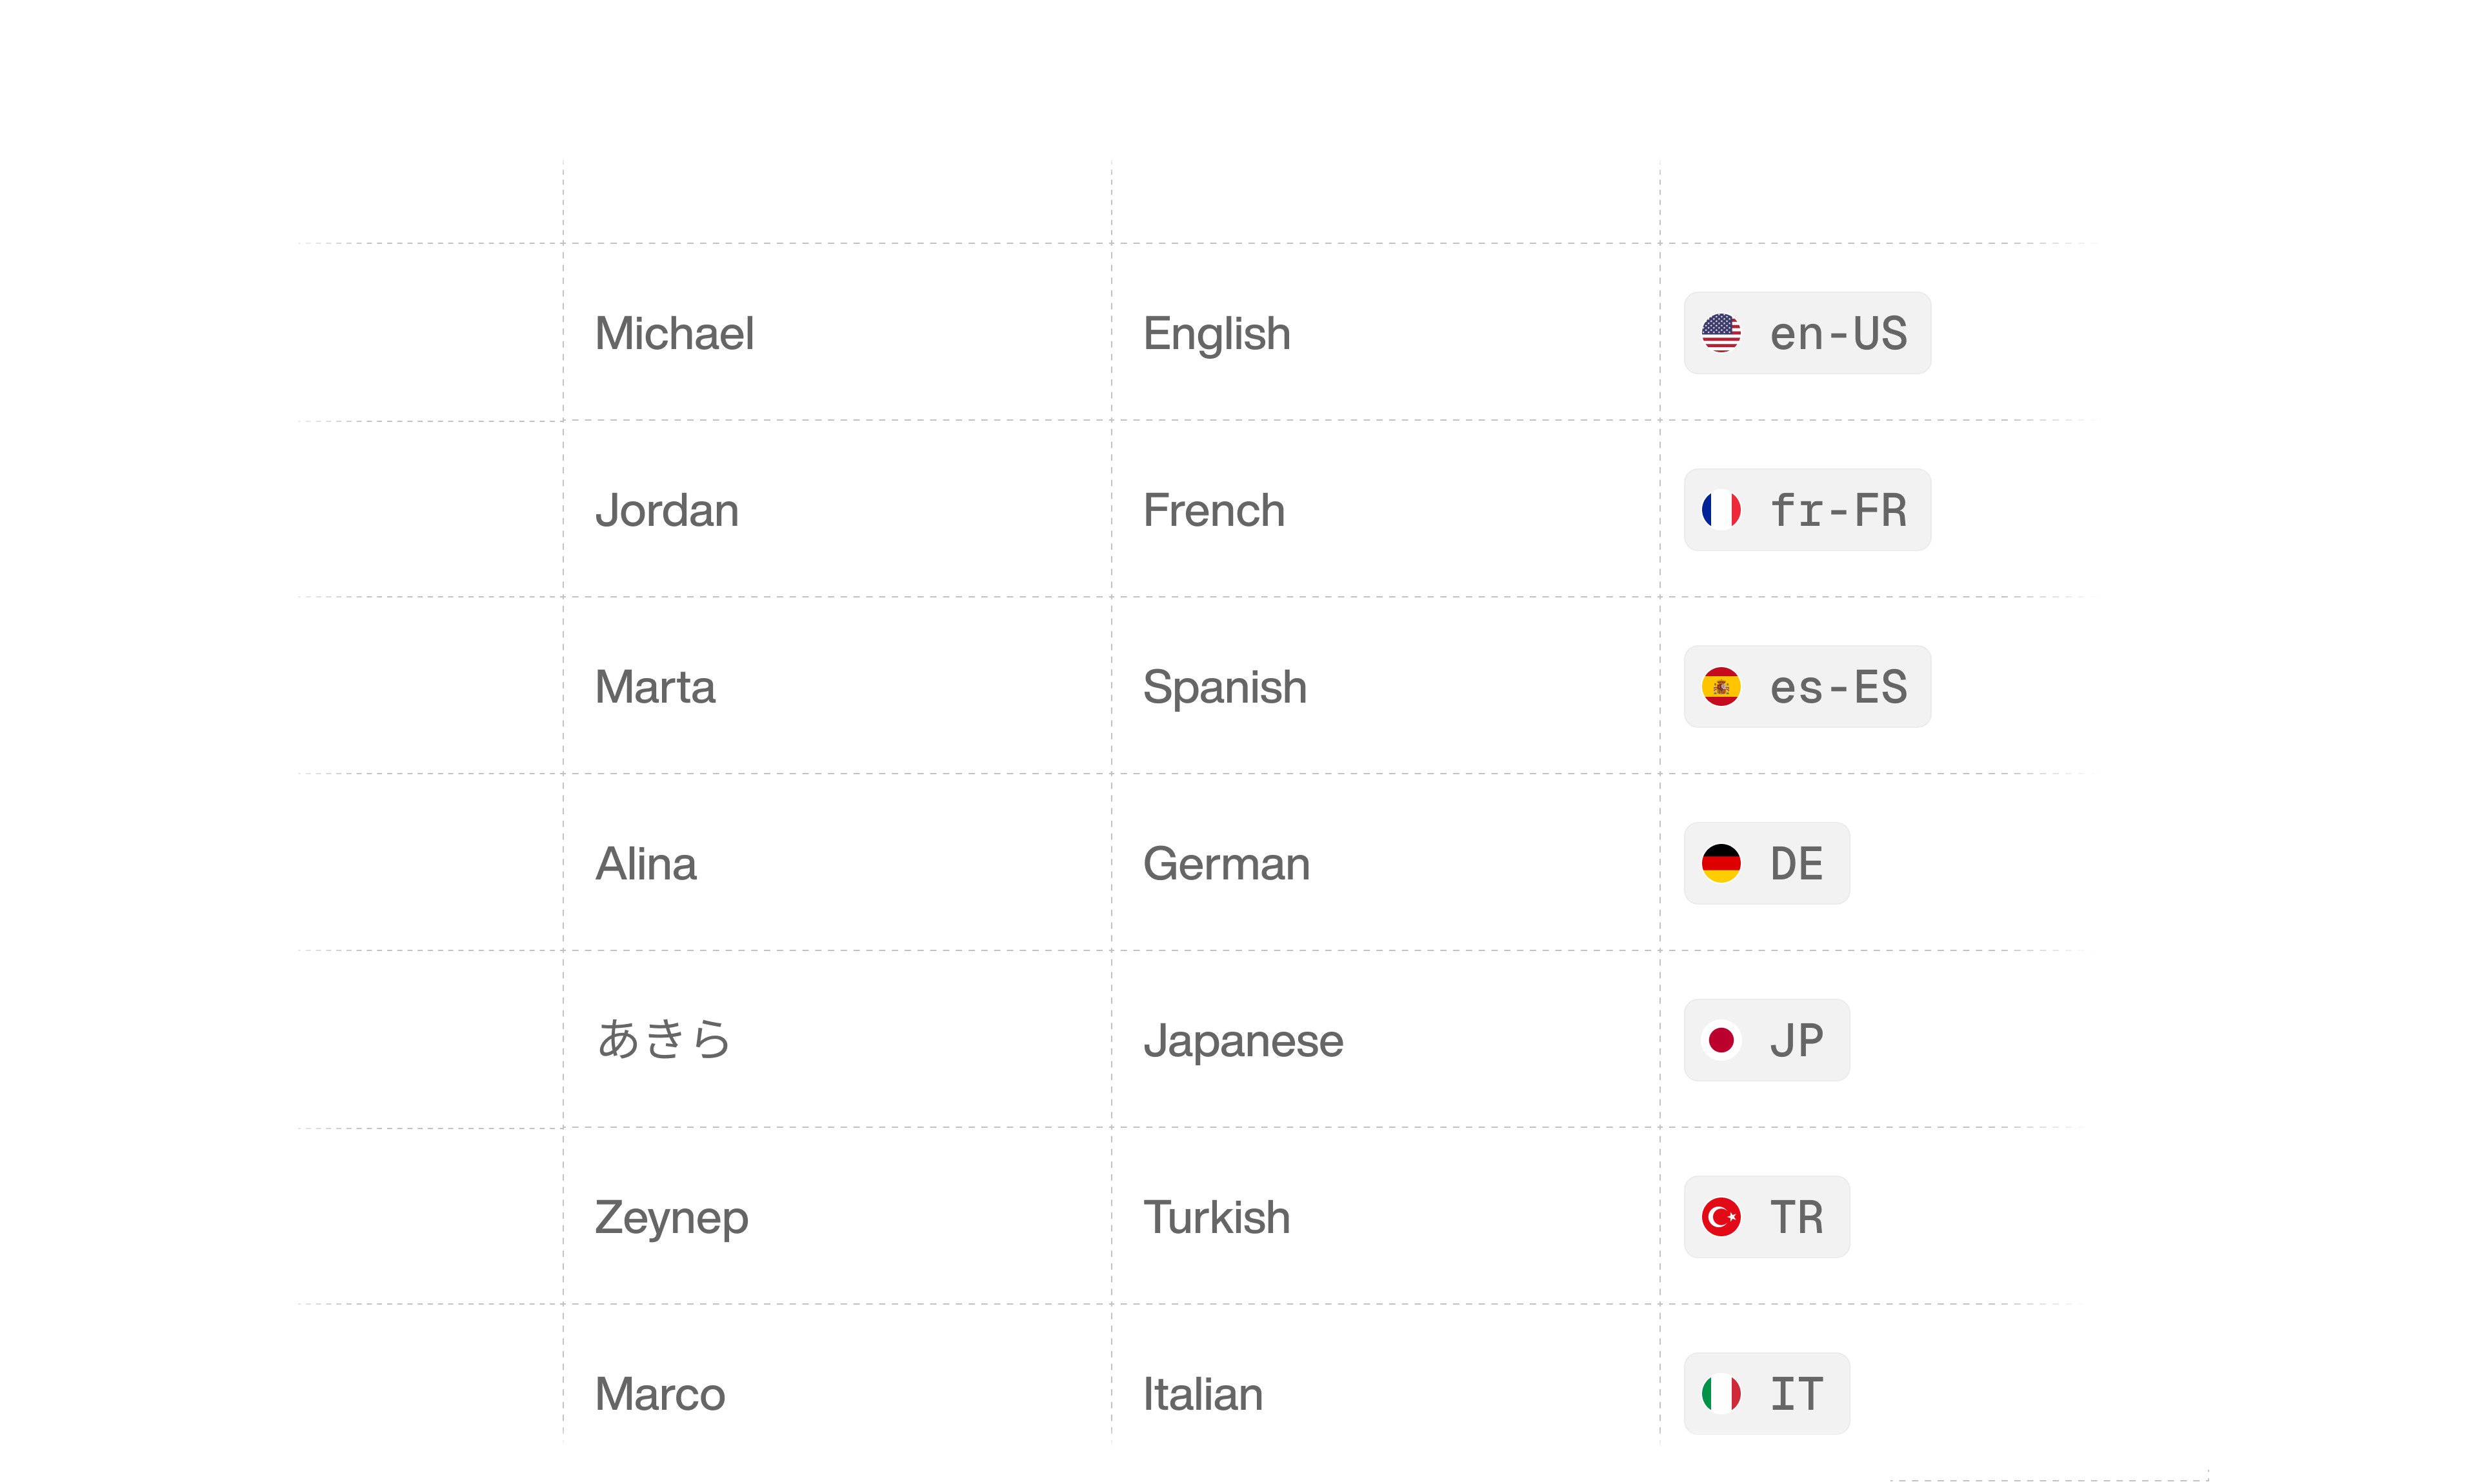 Michael English en-US
Jordan French fr-FR
Marta Spanish es-ES
Alina German DE
あきら Japanese JP
Zeynep Turkish TR
Marco Italian IT